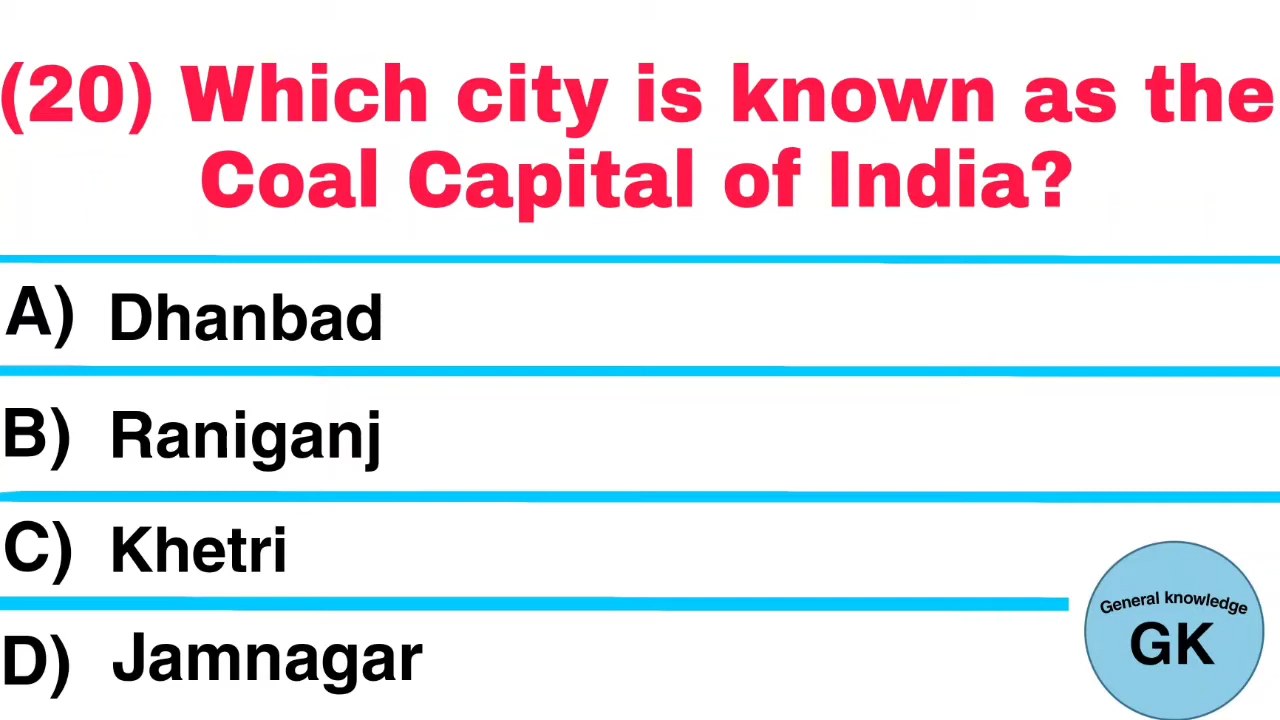 (20) Which city is known as the
Coal Capital of India?
A) Dhanbad
B) Raniganj
C) Khetri
D) Jamnagar
General knowledge
GK